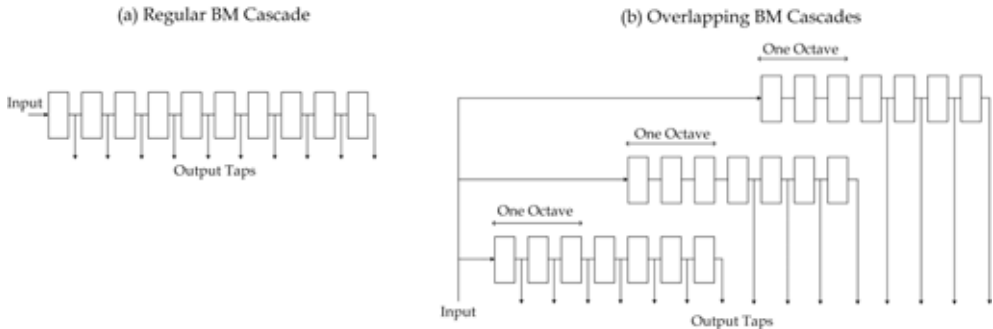 (a) Regular BM Cascade
Input
Output Taps
(b) Overlapping BM Cascades
One Octave
One Octave
One Octave
Input
Output Taps